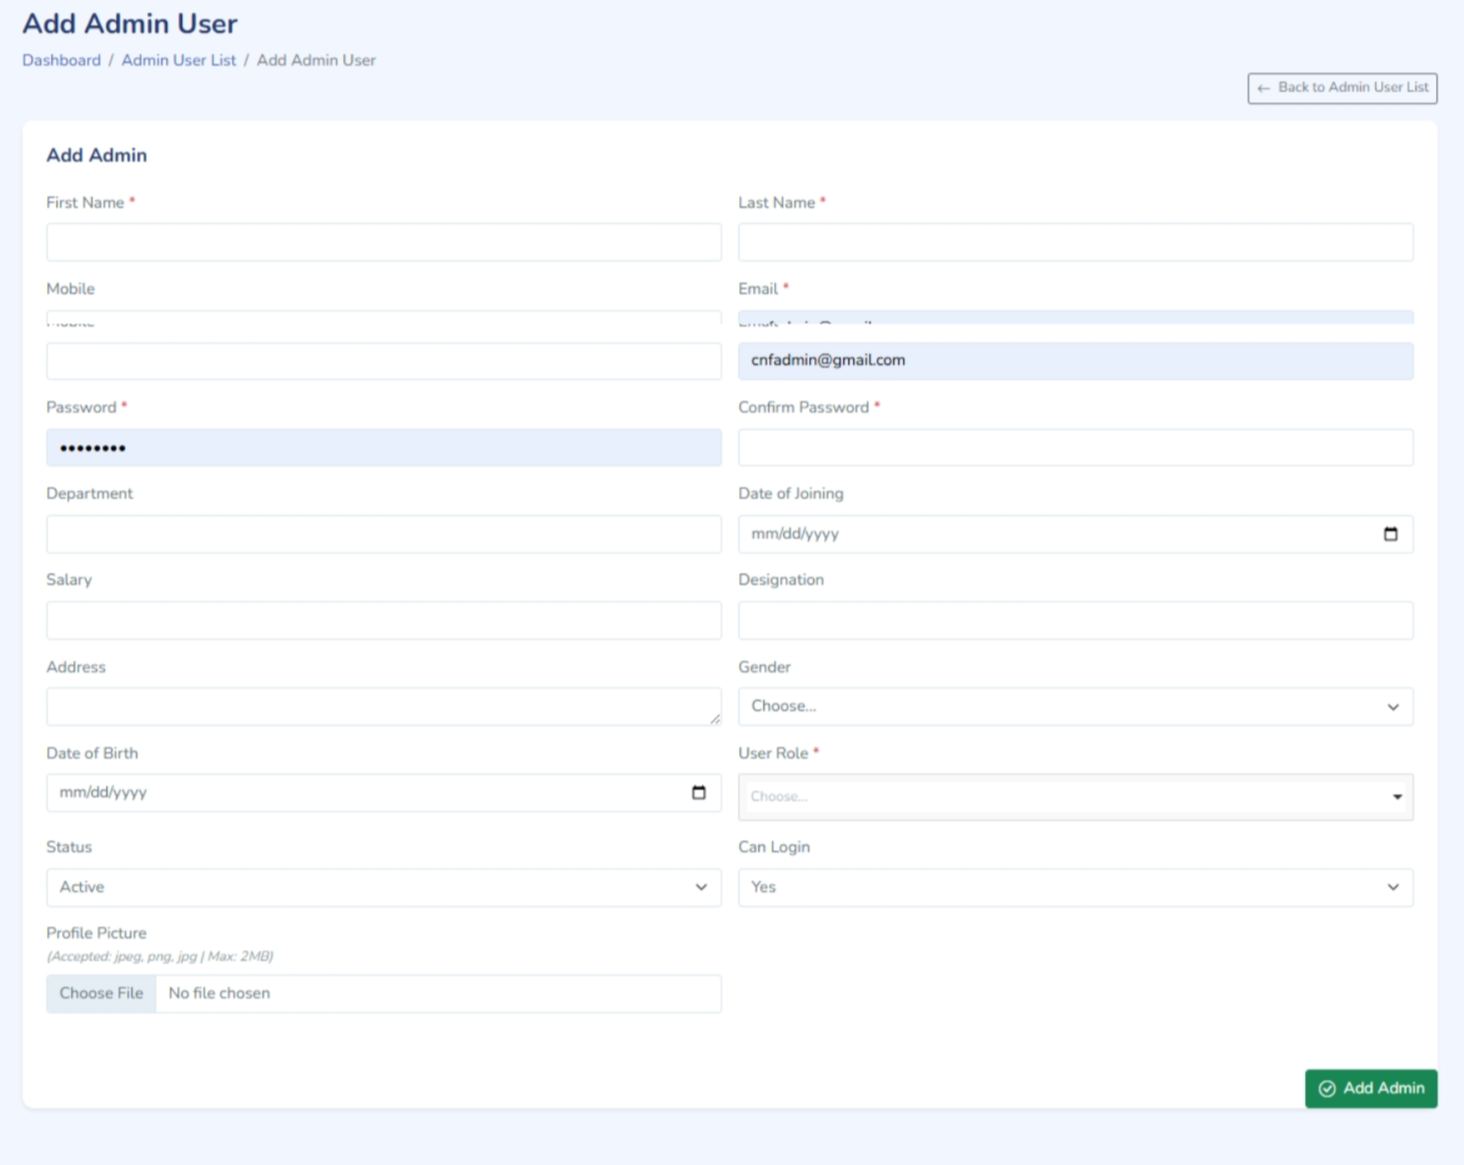 Add Admin User
Dashboard / Admin User List / Add Admin User
← Back to Admin User List
Add Admin
First Name *
Last Name *
Mobile
Email *
cnfadmin@gmail.com
Password *
Confirm Password *
••••••••
Department
Date of Joining
mm/dd/yyyy
Salary
Designation
Address
Gender
Choose...
Date of Birth
User Role *
mm/dd/yyyy
Choose...
Status
Can Login
Active
Yes
Profile Picture
(Accepted: jpeg, png, jpg | Max: 2MB)
Choose File No file chosen
Add Admin